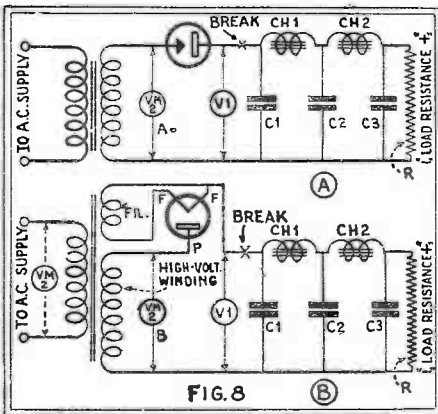 BREAK
CH1
CH2
TO A.C. SUPPLY
VM 2
A
V1
C1
C2
C3
LOAD RESISTANCE
R
A
FIL.
F
F
P
BREAK
CH1
CH2
TO A.C. SUPPLY
VM 2
HIGH-VOLT. WINDING
VM 2
B
V1
C1
C2
C3
LOAD RESISTANCE
R
FIG. 8
B